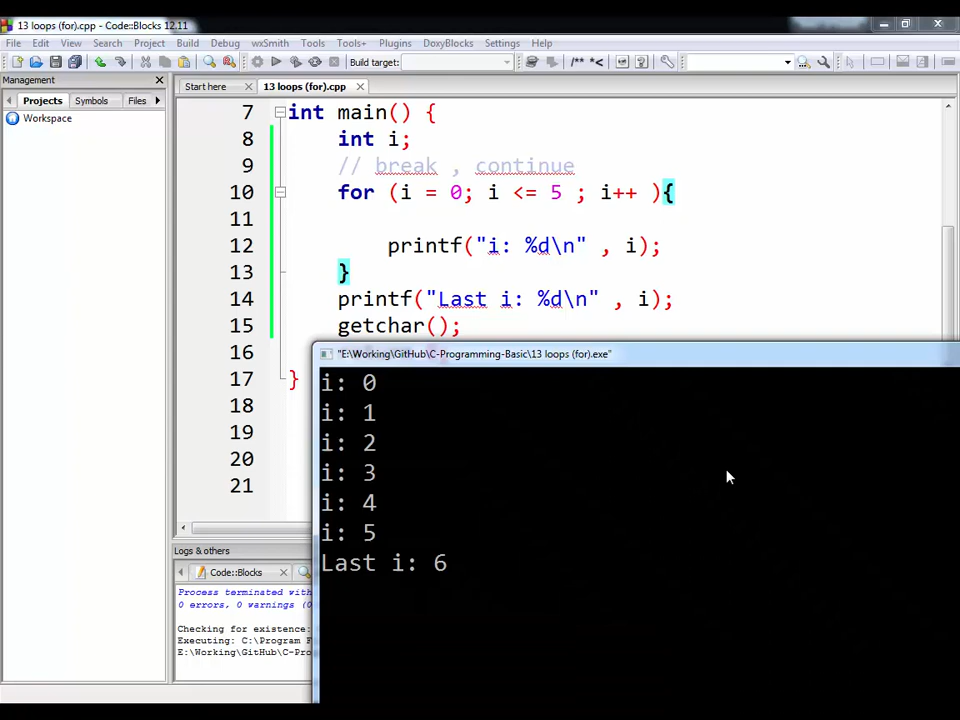 13 loops (for).cpp - Code::Blocks 12.11
File Edit View Search Project Build Debug wxSmith Tools Tools+ Plugins DoxyBlocks Settings Help
Build target:
/** *<
Management
Projects Symbols Files
Workspace
Start here 13 loops (for).cpp
7 int main() {
8 int i;
9 // break , continue
10 for (i = 0; i <= 5 ; i++ ){
11
12 printf("i: %d\n" , i);
13 }
14 printf("Last i: %d\n" , i);
15 getchar();
16
17 }
18
19
20
21
"E:\Working\GitHub\C-Programming-Basic\13 loops (for).exe"
i: 0
i: 1
i: 2
i: 3
i: 4
i: 5
Last i: 6
Logs & others
Code::Blocks
Process terminated with
0 errors, 0 warnings (0
Checking for existence:
Executing: C:\Program F
E:\Working\GitHub\C-Pro